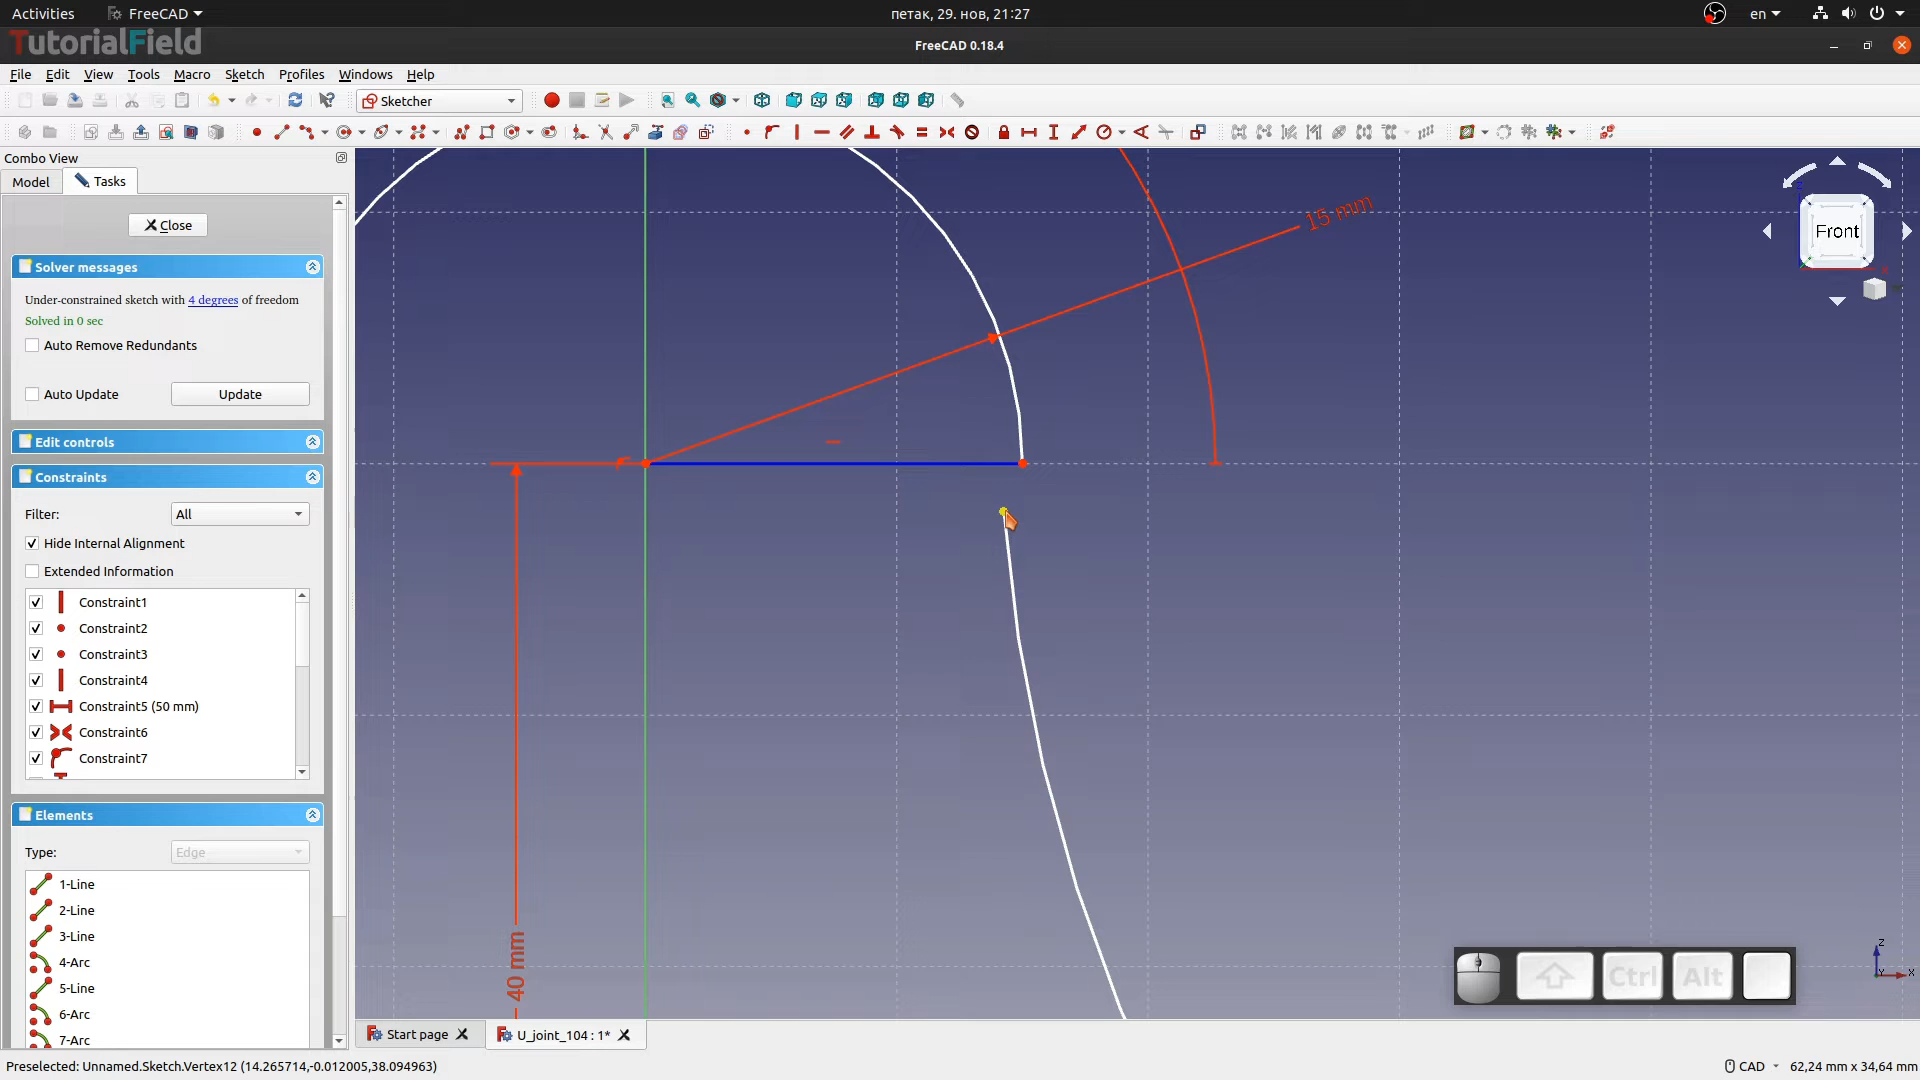 Activities
FreeCAD
петак, 29. нов, 21:27
en
TutorialField
FreeCAD 0.18.4
File Edit View Tools Macro Sketch Profiles Windows Help
Sketcher
Combo View
Model
Tasks
Close
Solver messages
Under-constrained sketch with 4 degrees of freedom
Solved in 0 sec
Auto Remove Redundants
Auto Update
Update
Edit controls
Constraints
Filter:
All
Hide Internal Alignment
Extended Information
Constraint1
Constraint2
Constraint3
Constraint4
Constraint5 (50 mm)
Constraint6
Constraint7
Elements
Type:
Edge
1-Line
2-Line
3-Line
4-Arc
5-Line
6-Arc
7-Arc
15 mm
40 mm
Front
Z
X
Y
Ctrl
Alt
Start page
U_joint_104 : 1*
Preselected: Unnamed.Sketch.Vertex12 (14.265714,-0.012005,38.094963)
CAD
62,24 mm x 34,64 mm